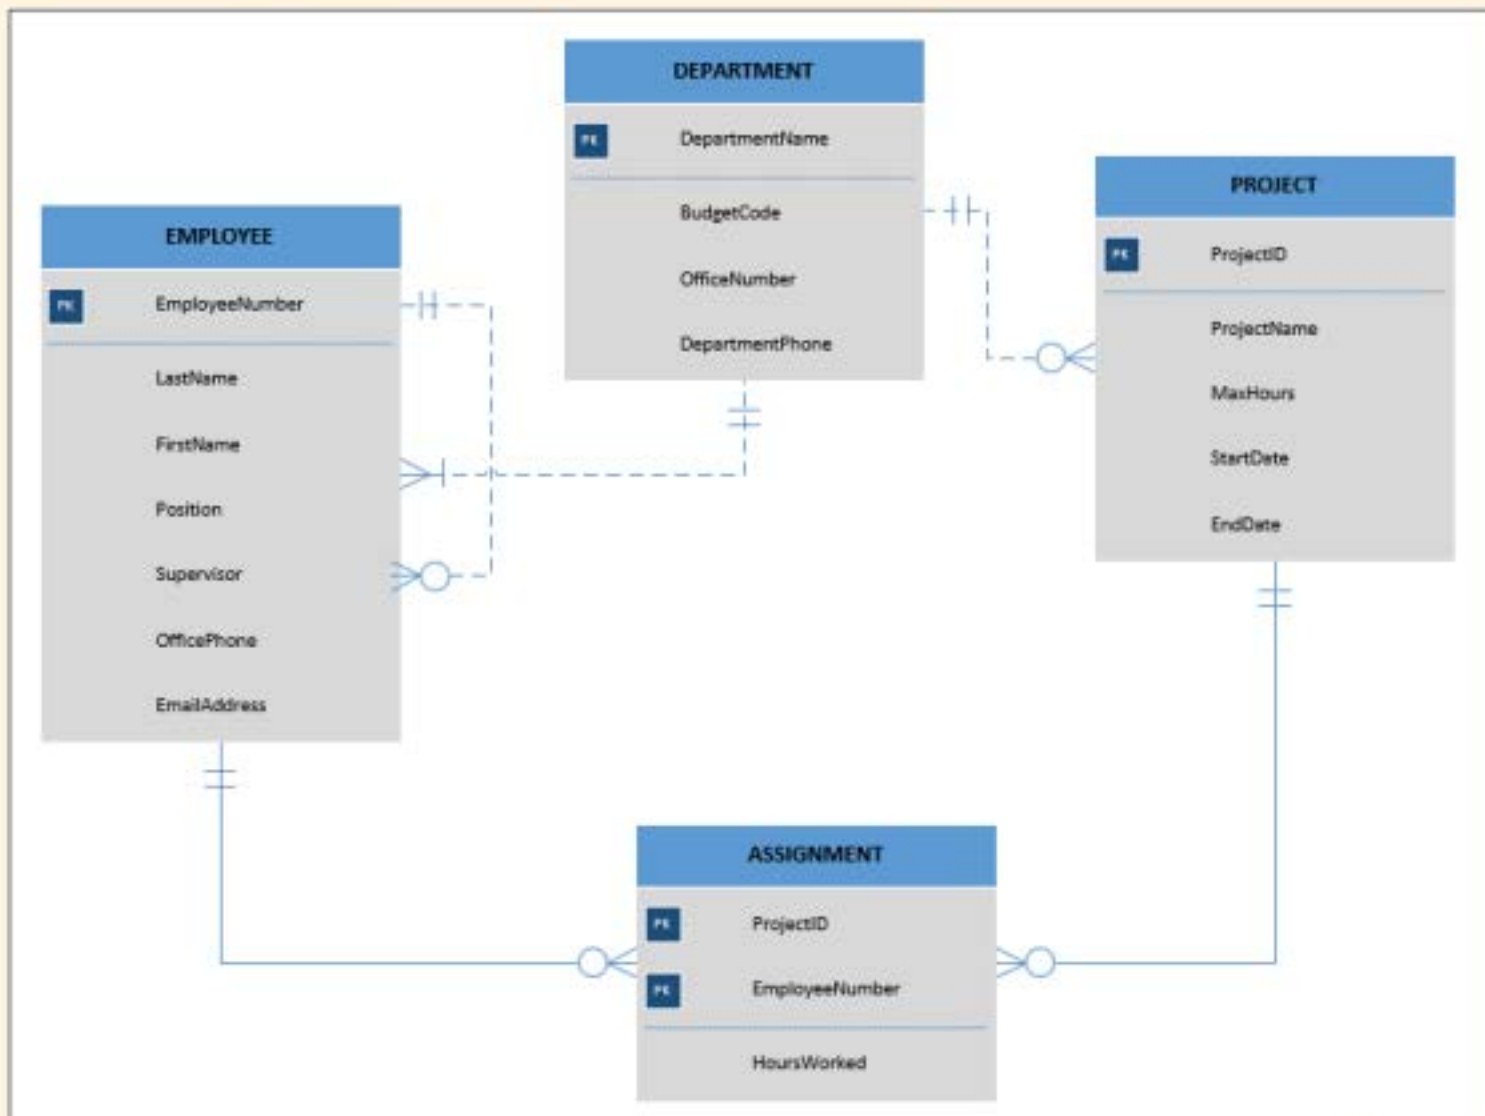 DEPARTMENT
PK DepartmentName
BudgetCode
OfficeNumber
DepartmentPhone
PROJECT
PK ProjectID
ProjectName
MaxHours
StartDate
EndDate
EMPLOYEE
PK EmployeeNumber
LastName
FirstName
Position
Supervisor
OfficePhone
EmailAddress
ASSIGNMENT
PK ProjectID
PK EmployeeNumber
HoursWorked